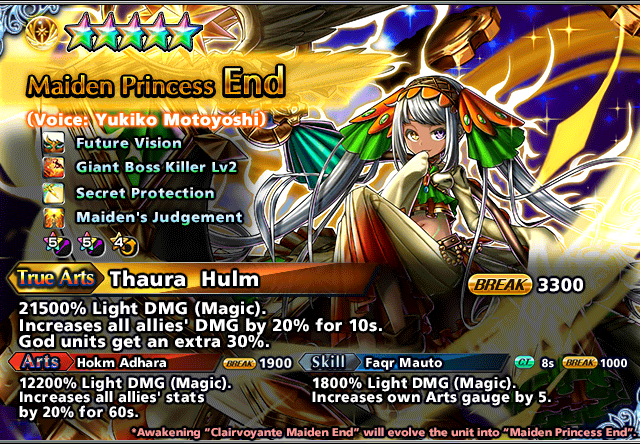 Maiden Princess End
(Voice: Yukiko Motoyoshi)
Future Vision
Giant Boss Killer Lv2
Secret Protection
Maiden's Judgement
5 5 4
True Arts Thaura Hulm BREAK 3300
21500% Light DMG (Magic).
Increases all allies' DMG by 20% for 10s.
God units get an extra 30%.
Arts Hokm Adhara BREAK 1900
12200% Light DMG (Magic).
Increases all allies' stats
by 20% for 60s.
Skill Faqr Mauto CT 8s BREAK 1000
1800% Light DMG (Magic).
Increases own Arts gauge by 5.
*Awakening "Clairvoyante Maiden End" will evolve the unit into "Maiden Princess End".